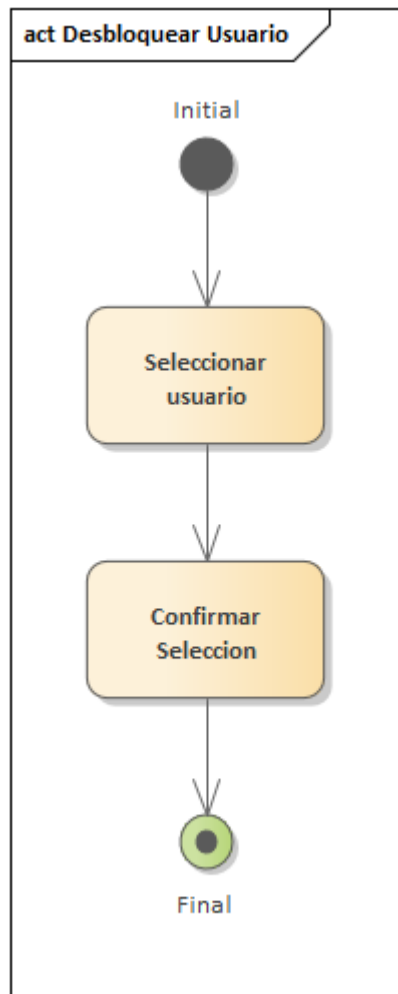 act Desbloquear Usuario
Initial
Seleccionar
usuario
Confirmar
Seleccion
Final